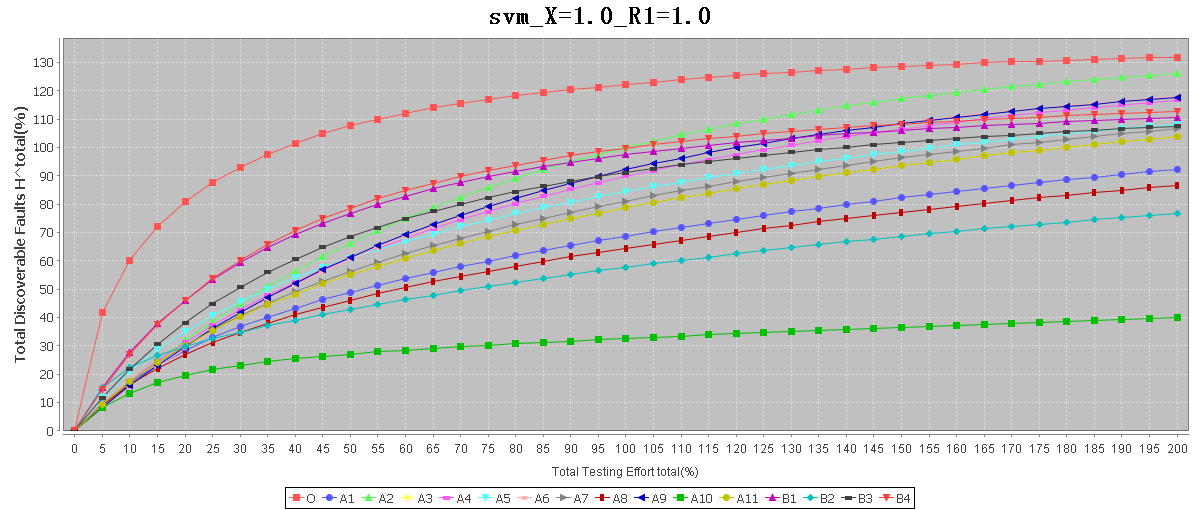 svm_X=1.0_R1=1.0
Total Discoverable Faults H^total(%)
130
120
110
100
90
80
70
60
50
40
30
20
10
0
0 5 10 15 20 25 30 35 40 45 50 55 60 65 70 75 80 85 90 95 100 105 110 115 120 125 130 135 140 145 150 155 160 165 170 175 180 185 190 195 200
Total Testing Effort total(%)
O A1 A2 A3 A4 A5 A6 A7 A8 A9 A10 A11 B1 B2 B3 B4